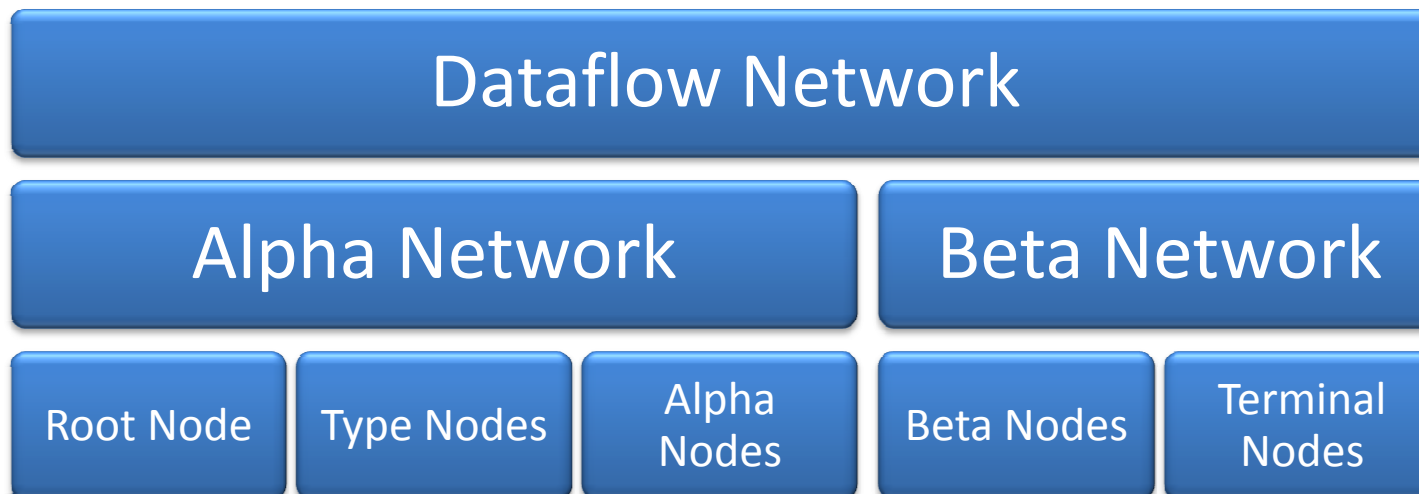 Dataflow Network
Alpha Network
Beta Network
Root Node
Type Nodes
Alpha
Nodes
Beta Nodes
Terminal
Nodes